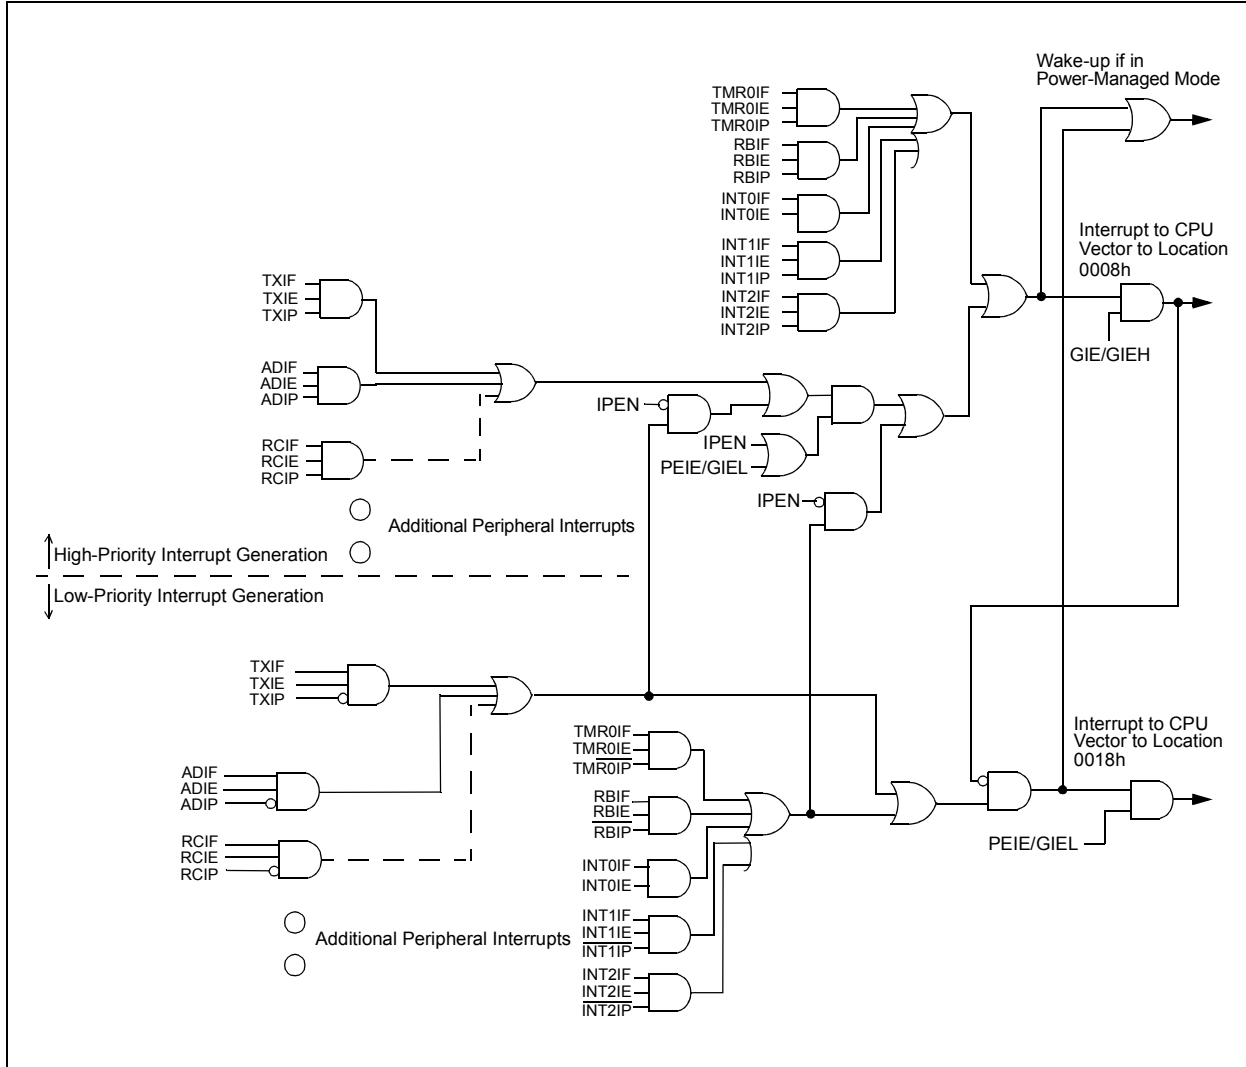 Wake-up if in
Power-Managed Mode
TMR0IF
TMR0IE
TMR0IP
RBIF
RBIE
RBIP
INT0IF
INT0IE
INT1IF
INT1IE
INT1IP
INT2IF
INT2IE
INT2IP
Interrupt to CPU
Vector to Location
0008h
GIE/GIEH
TXIF
TXIE
TXIP
ADIF
ADIE
ADIP
RCIF
RCIE
RCIP
IPEN
IPEN
PEIE/GIEL
IPEN
Additional Peripheral Interrupts
High-Priority Interrupt Generation
Low-Priority Interrupt Generation
TXIF
TXIE
TXIP
ADIF
ADIE
ADIP
RCIF
RCIE
RCIP
Additional Peripheral Interrupts
TMR0IF
TMR0IE
TMR0IP
RBIF
RBIE
RBIP
INT0IF
INT0IE
INT1IF
INT1IE
INT1IP
INT2IF
INT2IE
INT2IP
Interrupt to CPU
Vector to Location
0018h
PEIE/GIEL